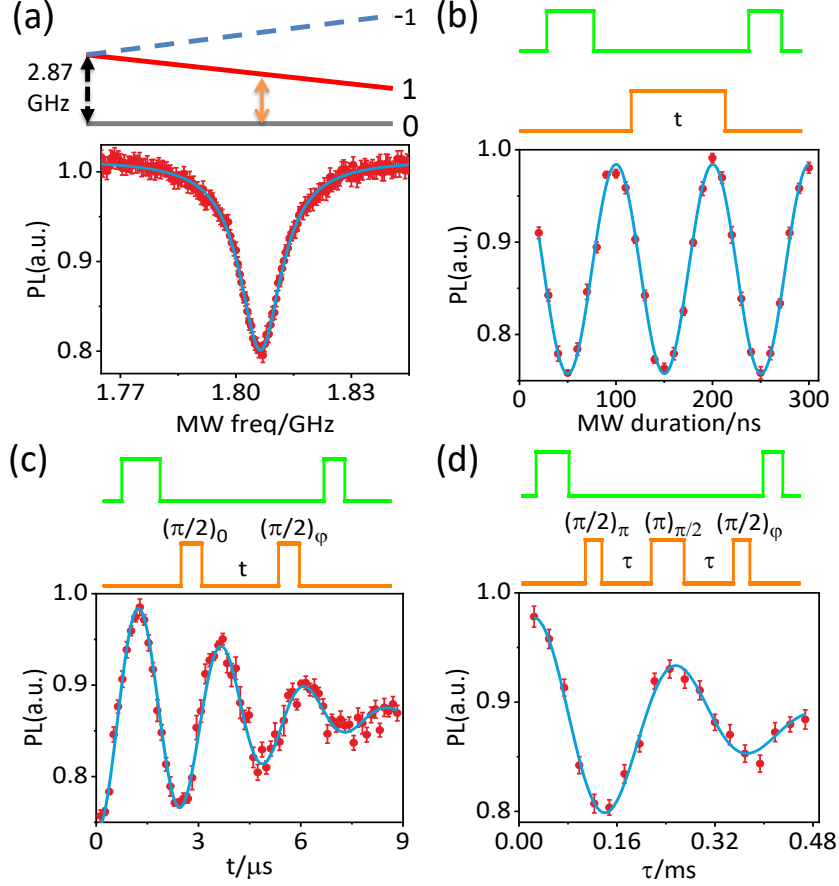 (a)
-1
2.87
GHz
1
0
1.0
0.9
0.8
PL(a.u.)
1.77 1.80 1.83
MW freq/GHz
(b)
t
1.0
0.9
0.8
PL(a.u.)
0 100 200 300
MW duration/ns
(c)
(π/2)₀ (π/2)φ
t
1.0
0.9
0.8
PL(a.u.)
0 3 6 9
t/μs
(d)
(π/2)π (π)π/2 (π/2)φ
τ τ
1.0
0.9
0.8
PL(a.u.)
0.00 0.16 0.32 0.48
τ/ms